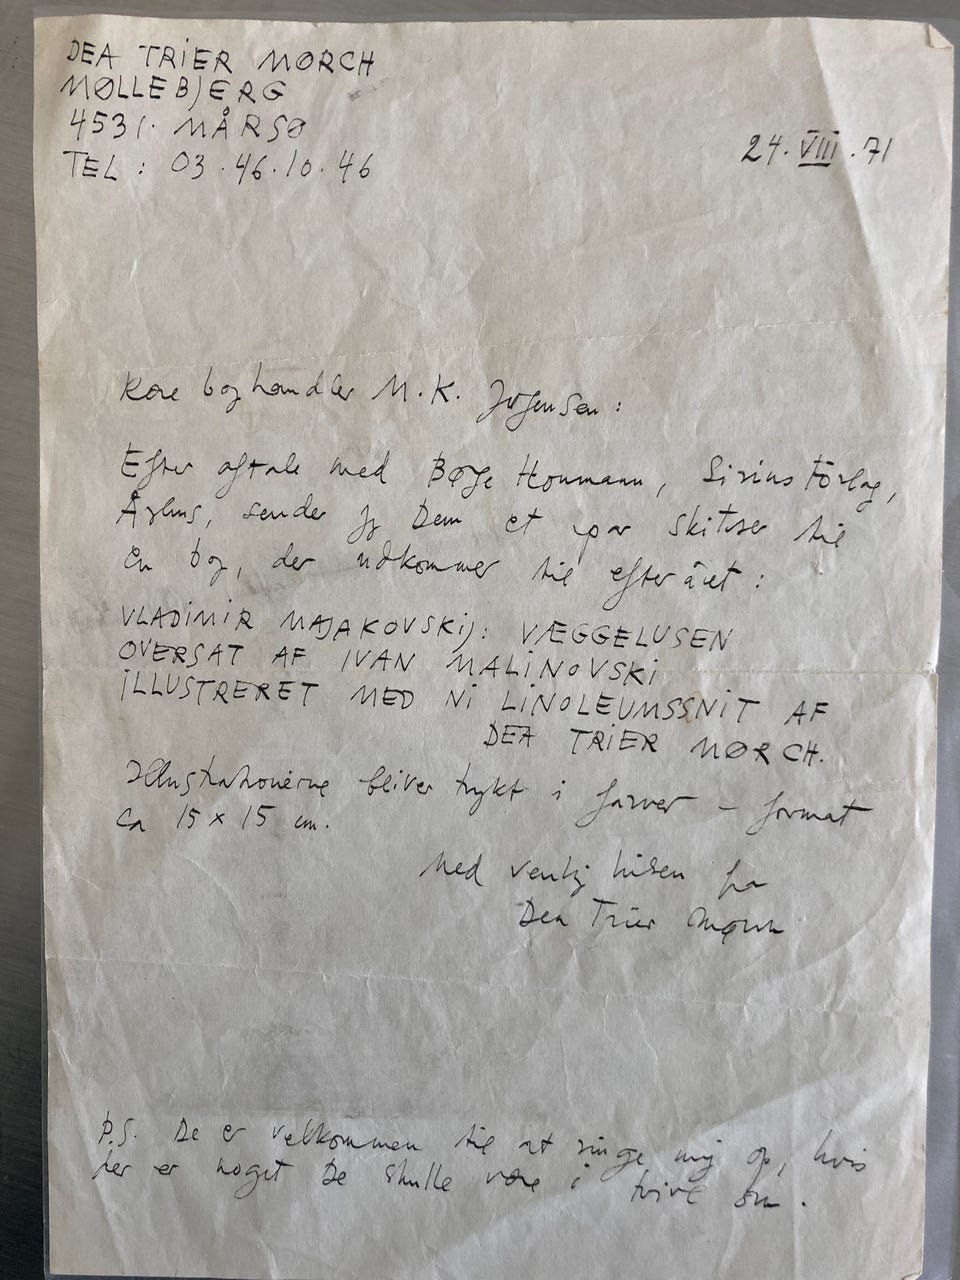 DEA TRIER MØRCH
MØLLEBJERG
4531. MÅRSØ
TEL : 03.46.10.46
24.VIII.71
Kære boghandler M.K. Jørgensen:
Efter aftale med Børge Houmann, Sirius Forlag,
Århus, sender jeg Dem et par skitser til
en bog, der udkommer til efteråret:
VLADIMIR MAJAKOVSKIJ: VÆGGELUSEN
OVERSAT AF IVAN MALINOVSKI
ILLUSTRERET MED NI LINOLEUMSSNIT AF
DEA TRIER MØRCH.
Illustrationerne bliver trykt i farver – format
ca 15 x 15 cm.
Med venlig hilsen fra
Dea Trier Mørch
P.S. De er velkommen til at ringe mig op, hvis
der er noget De skulle være i tvivl om.